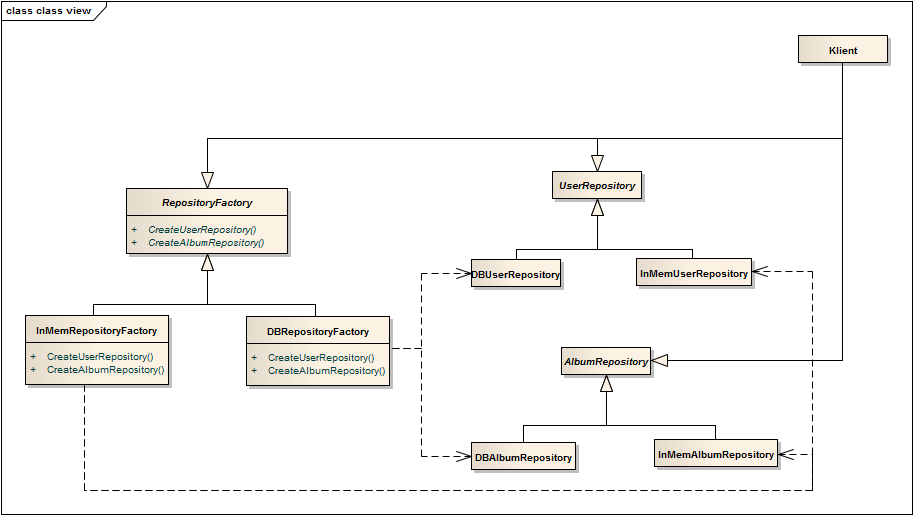 class class view
Klient
RepositoryFactory
+ CreateUserRepository()
+ CreateAlbumRepository()
UserRepository
DBUserRepository
InMemUserRepository
InMemRepositoryFactory
+ CreateUserRepository()
+ CreateAlbumRepository()
DBRepositoryFactory
+ CreateUserRepository()
+ CreateAlbumRepository()
AlbumRepository
DBAlbumRepository
InMemAlbumRepository